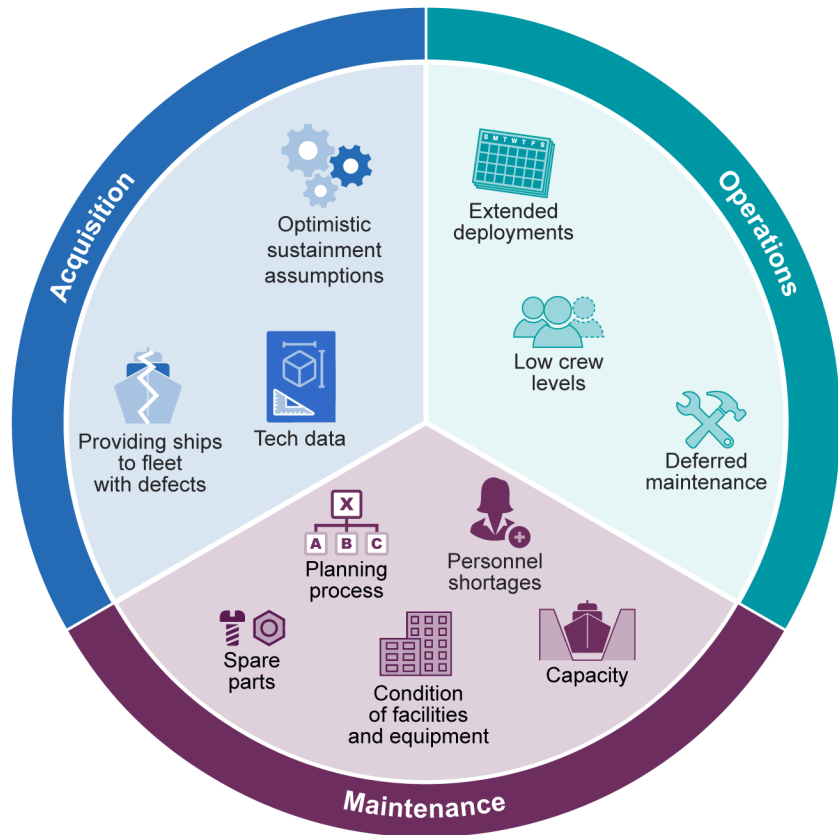 Acquisition
Optimistic
sustainment
assumptions
Providing ships
to fleet
with defects
Tech data
Operations
S M T W T F S
Extended
deployments
Low crew
levels
Deferred
maintenance
X
A B C
Planning
process
Personnel
shortages
Spare
parts
Condition
of facilities
and equipment
Capacity
Maintenance